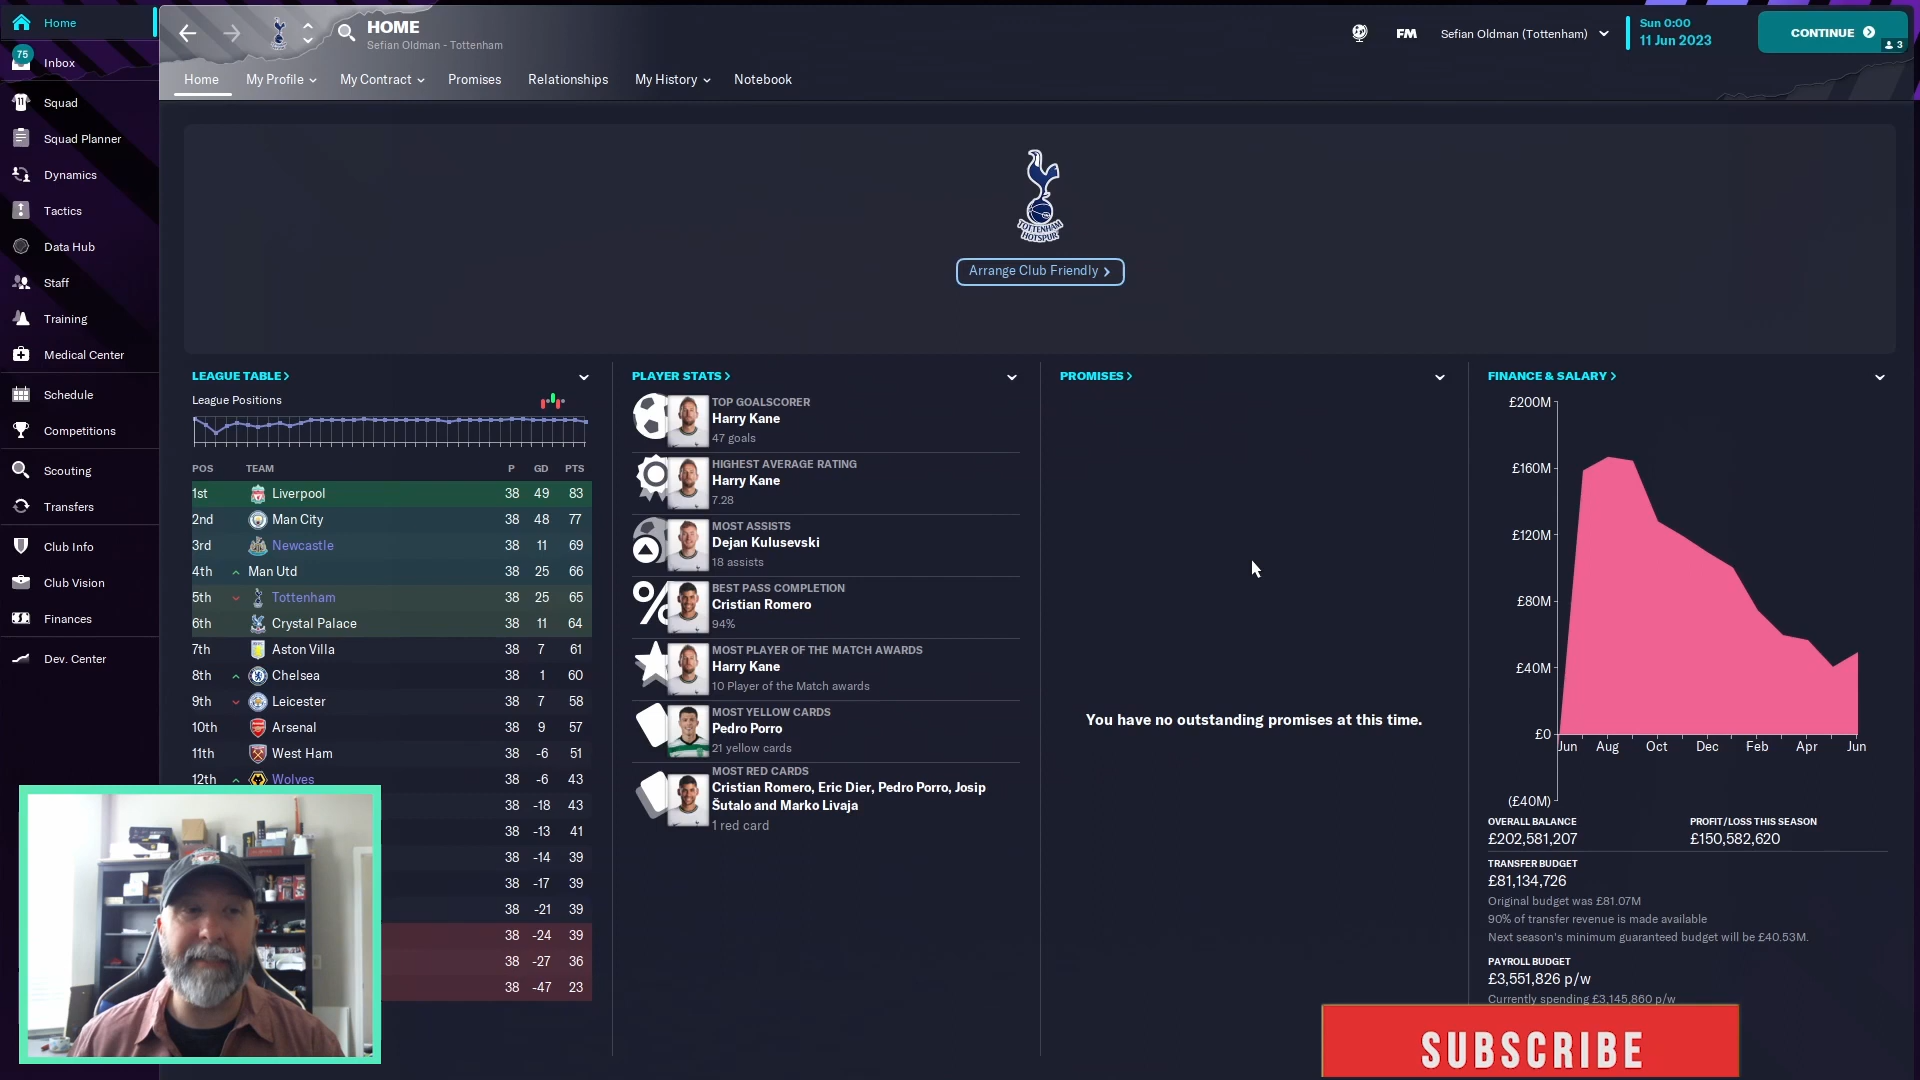 Home
75
Inbox
Squad
Squad Planner
Dynamics
Tactics
Data Hub
Staff
Training
Medical Center
Schedule
Competitions
Scouting
Transfers
Club Info
Club Vision
Finances
Dev. Center
HOME
Sefian Oldman - Tottenham
FM
Sefian Oldman (Tottenham)
Sun 0:00
11 Jun 2023
CONTINUE
3
Home My Profile My Contract Promises Relationships My History Notebook
TOTTENHAM
HOTSPUR
Arrange Club Friendly
LEAGUE TABLE
League Positions
POS TEAM P GD PTS
1st Liverpool 38 49 83
2nd Man City 38 48 77
3rd Newcastle 38 11 69
4th Man Utd 38 25 66
5th Tottenham 38 25 65
6th Crystal Palace 38 11 64
7th Aston Villa 38 7 61
8th Chelsea 38 1 60
9th Leicester 38 7 58
10th Arsenal 38 9 57
11th West Ham 38 -6 51
12th Wolves 38 -6 43
38 -18 43
38 -13 41
38 -14 39
38 -17 39
38 -21 39
38 -24 39
38 -27 36
38 -47 23
PLAYER STATS
TOP GOALSCORER
Harry Kane
47 goals
HIGHEST AVERAGE RATING
Harry Kane
7.28
MOST ASSISTS
Dejan Kulusevski
18 assists
BEST PASS COMPLETION
Cristian Romero
94%
MOST PLAYER OF THE MATCH AWARDS
Harry Kane
10 Player of the Match awards
MOST YELLOW CARDS
Pedro Porro
21 yellow cards
MOST RED CARDS
Cristian Romero, Eric Dier, Pedro Porro, Josip
Šutalo and Marko Livaja
1 red card
PROMISES
You have no outstanding promises at this time.
FINANCE & SALARY
£200M
£160M
£120M
£80M
£40M
£0
Jun Aug Oct Dec Feb Apr Jun
(£40M)
OVERALL BALANCE PROFIT/LOSS THIS SEASON
£202,581,207 £150,582,620
TRANSFER BUDGET
£81,134,726
Original budget was £81.07M
90% of transfer revenue is made available
Next season's minimum guaranteed budget will be £40.53M.
PAYROLL BUDGET
£3,551,826 p/w
Currently spending £3,145,860 p/w
SUBSCRIBE